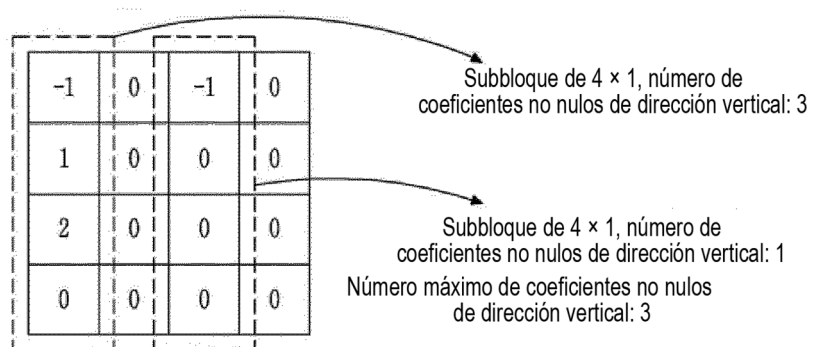 -1 0 -1 0
Subbloque de 4 × 1, número de
coeficientes no nulos de dirección vertical: 3
1 0 0 0
2 0 0 0
Subbloque de 4 × 1, número de
coeficientes no nulos de dirección vertical: 1
0 0 0 0
Número máximo de coeficientes no nulos
de dirección vertical: 3